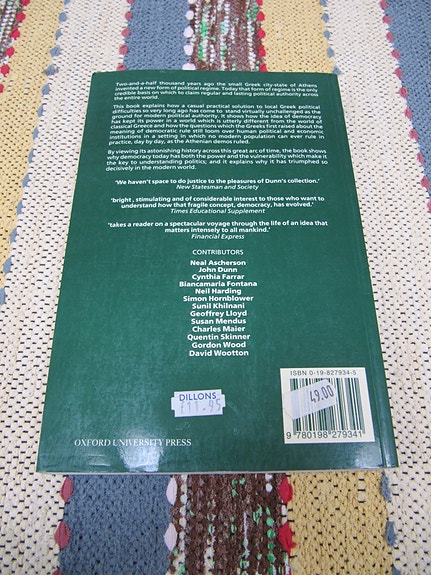 Two-and-a-half thousand years ago the small Greek city-state of Athens
invented a new form of political regime. Today that form of regime is the only
credible basis on which to claim regular and lasting political authority across
the entire world.
This book explains how a casual practical solution to local Greek political
difficulties so very long ago has come to stand virtually unchallenged as the
ground for modern political authority. It shows how the idea of democracy
has kept its power in a world which is utterly different from the world of
classical Greece and how the questions which the Greeks first raised about the
meaning of democratic rule still loom over human political and economic
institutions in a setting in which no modern population can ever rule in
practice, day by day, as the Athenian demos ruled.
By viewing its astonishing history across this great arc of time, the book shows
why democracy today has both the power and the vulnerability which make it
the key to understanding politics; and it explains why it has triumphed so
decisively in the modern world.
'We haven't space to do justice to the pleasures of Dunn's collection.'
New Statesman and Society
'bright, stimulating and of considerable interest to those who want to
understand how that fragile concept, democracy, has evolved.'
Times Educational Supplement
'takes a reader on a spectacular voyage through the life of an idea that
matters intensely to all mankind.'
Financial Express
CONTRIBUTORS
Neal Ascherson
John Dunn
Cynthia Farrar
Biancamaria Fontana
Neil Harding
Simon Hornblower
Sunil Khilnani
Geoffrey Lloyd
Susan Mendus
Charles Maier
Quentin Skinner
Gordon Wood
David Wootton
ISBN 0-19-827934-5
49.00
DILLONS
£11.95
OXFORD UNIVERSITY PRESS
9 780198 279341